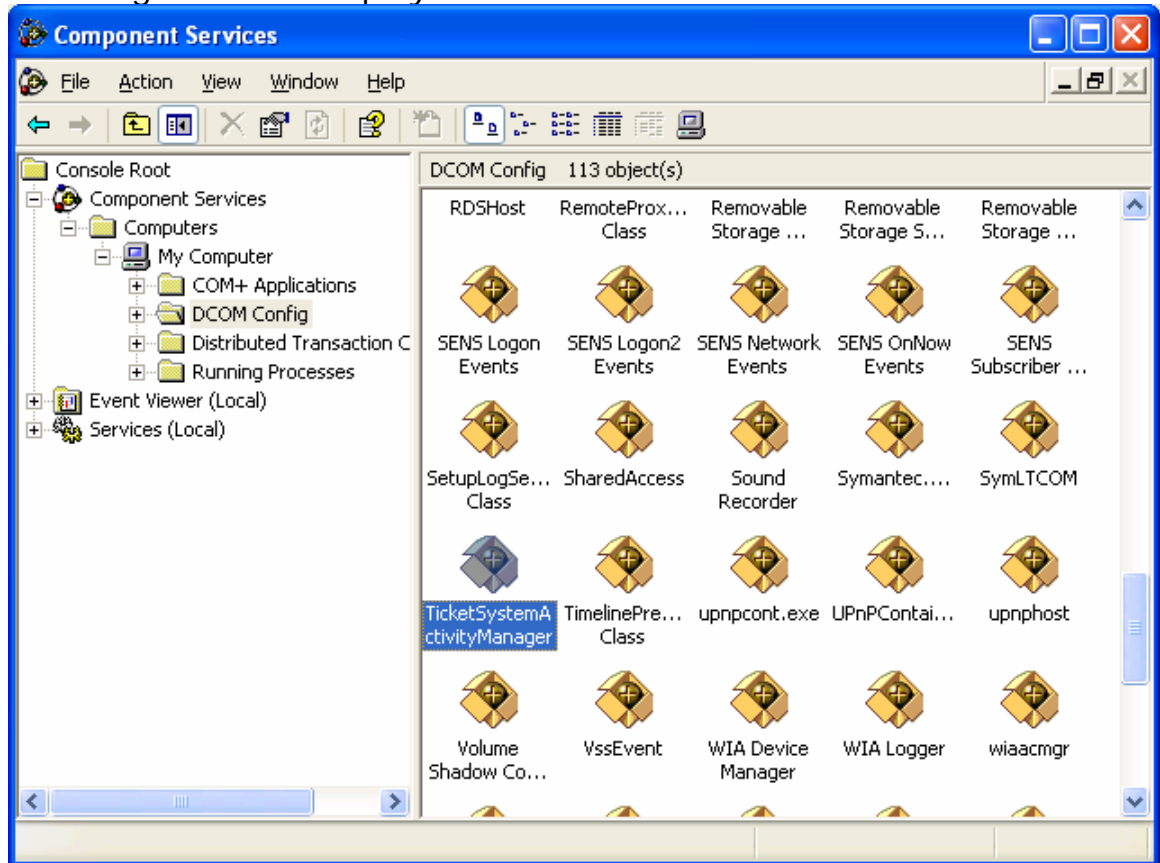 Component Services
File Action View Window Help
Console Root
Component Services
Computers
My Computer
COM+ Applications
DCOM Config
Distributed Transaction C
Running Processes
Event Viewer (Local)
Services (Local)
DCOM Config 113 object(s)
RDSHost RemoteProx... Removable Removable Removable
Class Storage ... Storage S... Storage ...
SENS Logon SENS Logon2 SENS Network SENS OnNow SENS
Events Events Events Events Subscriber ...
SetupLogSe... SharedAccess Sound Symantec.... SymLTCOM
Class Recorder
TicketSystemA TimelinePre... upnpcont.exe UPnPContai... upnphost
ctivityManager Class
Volume VssEvent WIA Device WIA Logger wiaacmgr
Shadow Co... Manager